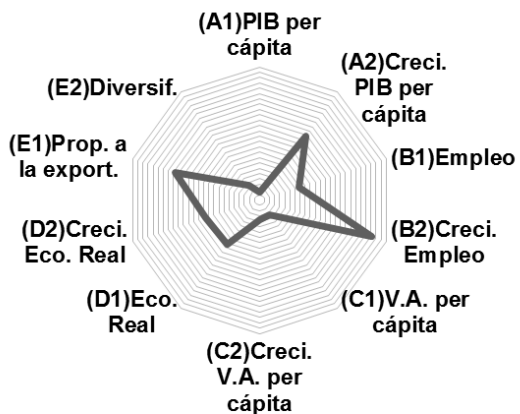 (A1)PIB per
cápita
(A2)Creci.
PIB per
cápita
(B1)Empleo
(B2)Creci.
Empleo
(C1)V.A. per
cápita
(C2)Creci.
V.A. per
cápita
(D1)Eco.
Real
(D2)Creci.
Eco. Real
(E1)Prop. a
la export.
(E2)Diversif.